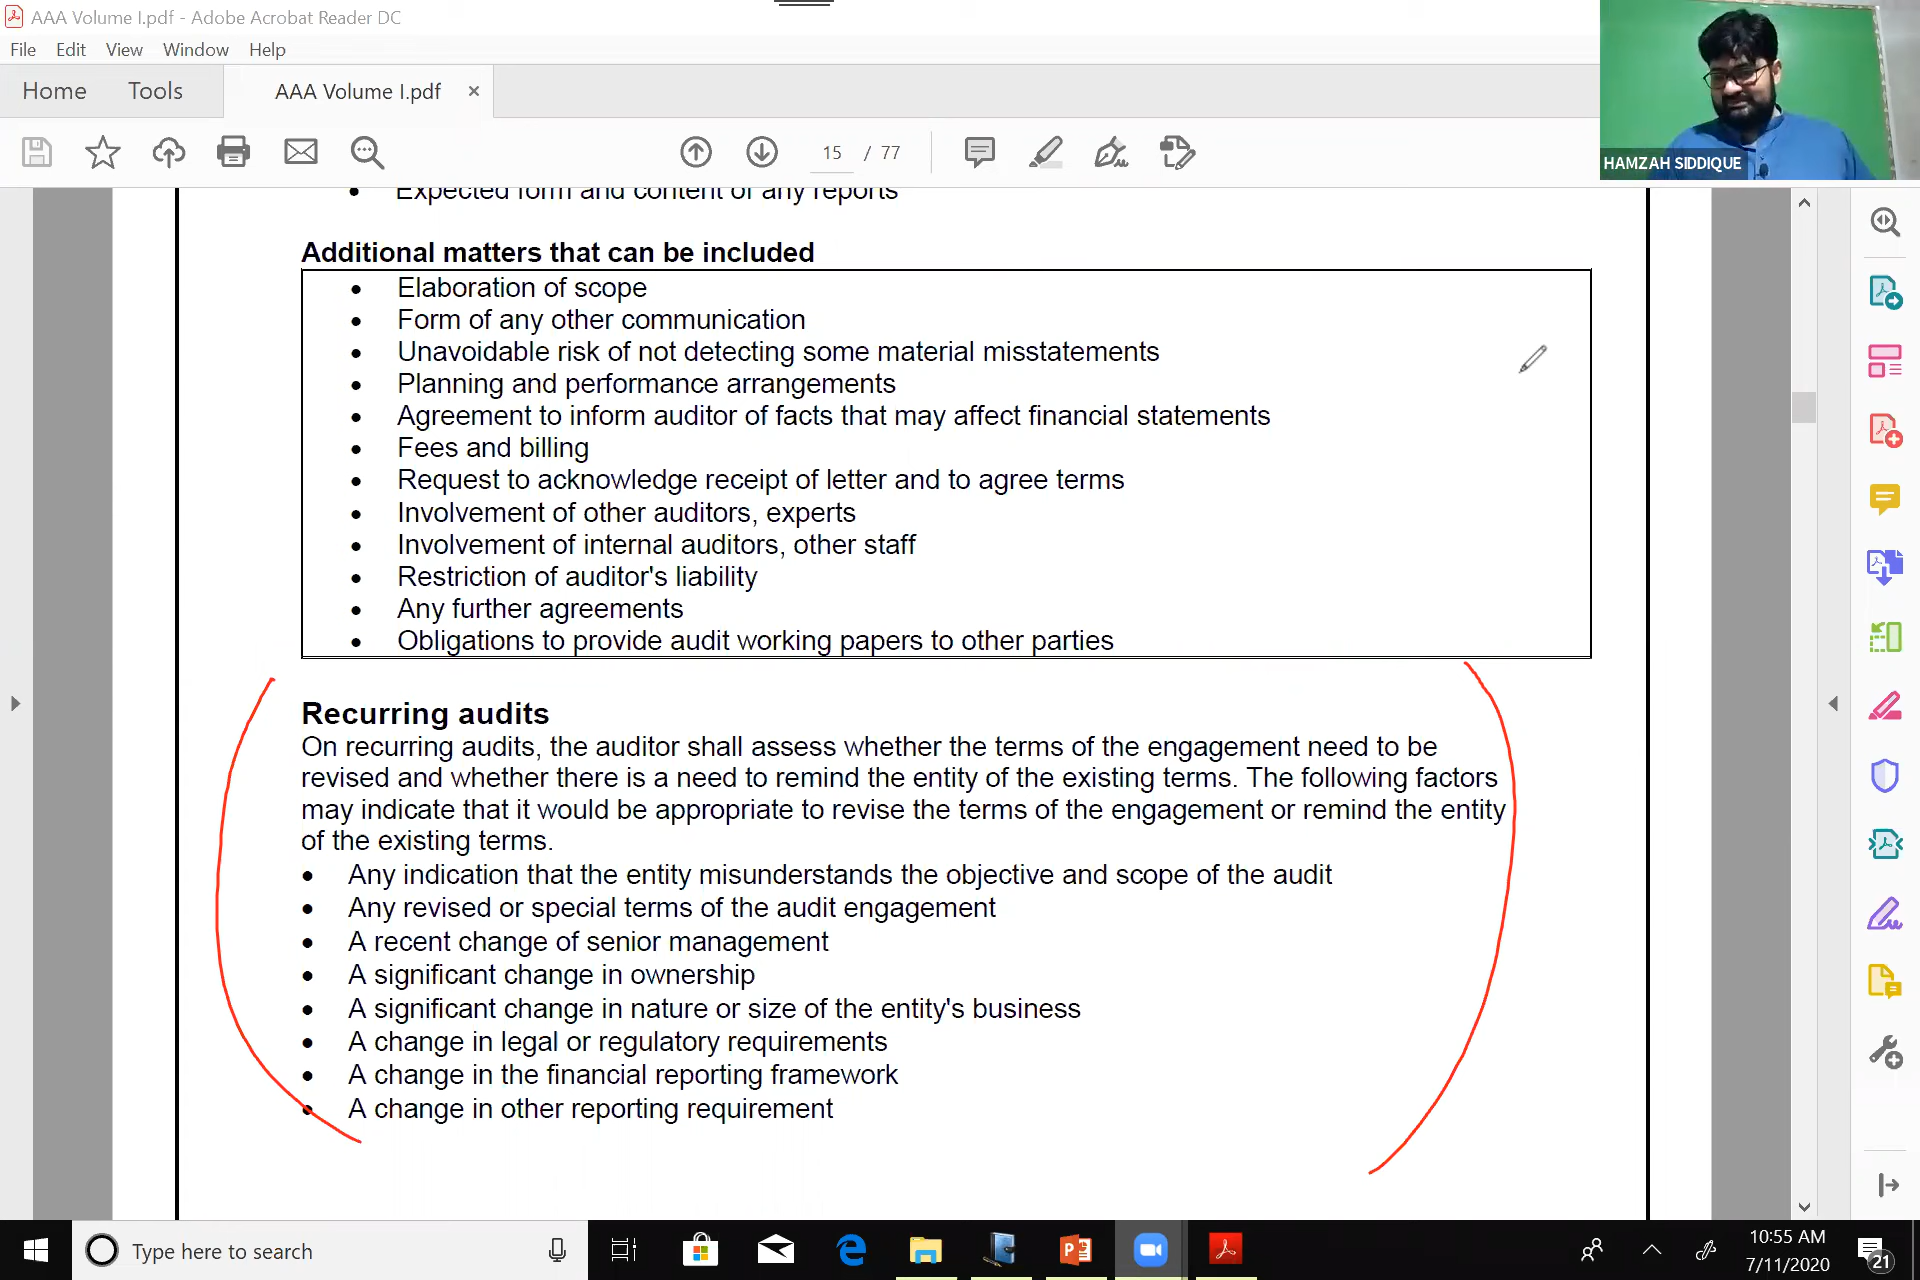 AAA Volume I.pdf - Adobe Acrobat Reader DC
File Edit View Window Help
Home Tools AAA Volume I.pdf ×
15 / 77
HAMZAH SIDDIQUE
• Expected form and content of any reports
Additional matters that can be included
• Elaboration of scope
• Form of any other communication
• Unavoidable risk of not detecting some material misstatements
• Planning and performance arrangements
• Agreement to inform auditor of facts that may affect financial statements
• Fees and billing
• Request to acknowledge receipt of letter and to agree terms
• Involvement of other auditors, experts
• Involvement of internal auditors, other staff
• Restriction of auditor's liability
• Any further agreements
• Obligations to provide audit working papers to other parties
Recurring audits
On recurring audits, the auditor shall assess whether the terms of the engagement need to be
revised and whether there is a need to remind the entity of the existing terms. The following factors
may indicate that it would be appropriate to revise the terms of the engagement or remind the entity
of the existing terms.
• Any indication that the entity misunderstands the objective and scope of the audit
• Any revised or special terms of the audit engagement
• A recent change of senior management
• A significant change in ownership
• A significant change in nature or size of the entity's business
• A change in legal or regulatory requirements
• A change in the financial reporting framework
• A change in other reporting requirement
Type here to search
10:55 AM
7/11/2020
21